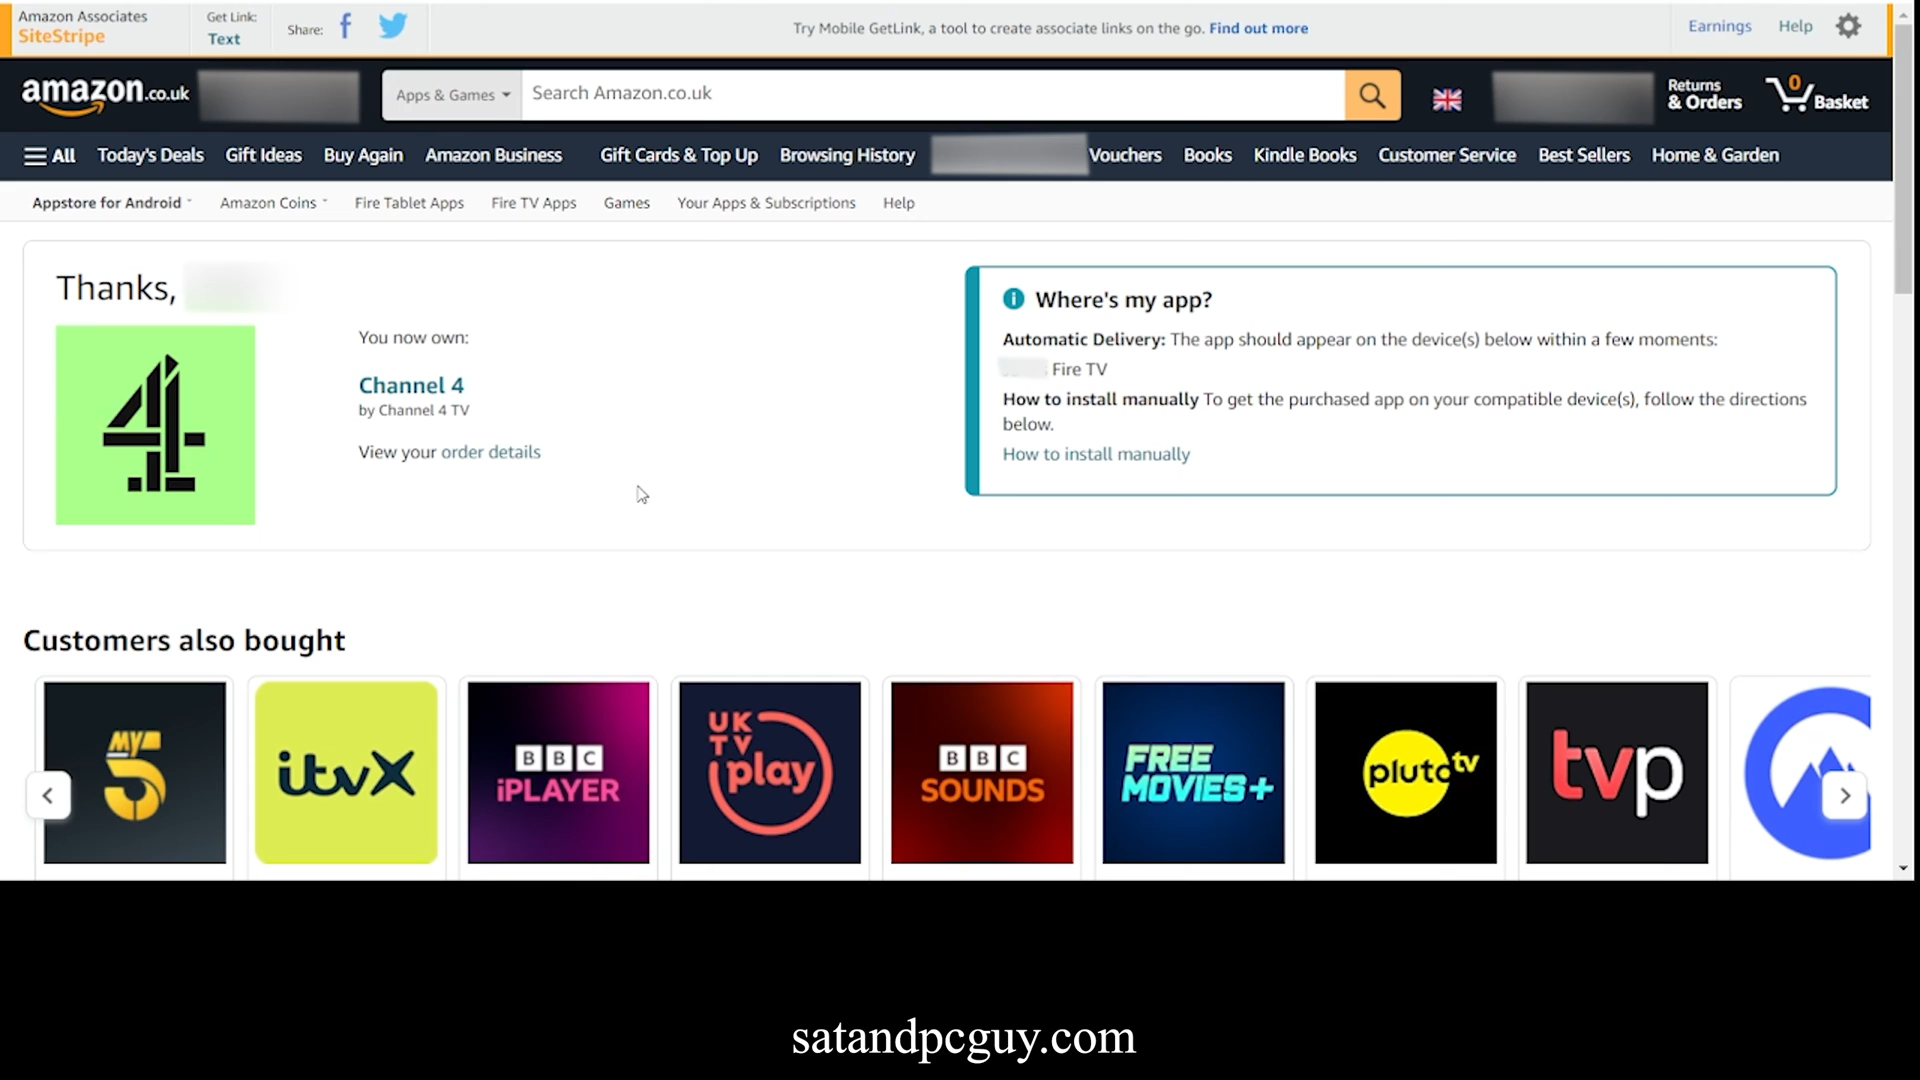 Amazon Associates
SiteStripe
Get Link:
Text
Share:
Try Mobile GetLink, a tool to create associate links on the go. Find out more
Earnings
Help
amazon.co.uk
Apps & Games
Search Amazon.co.uk
Returns
& Orders
0
Basket
All
Today's Deals
Gift Ideas
Buy Again
Amazon Business
Gift Cards & Top Up
Browsing History
Vouchers
Books
Kindle Books
Customer Service
Best Sellers
Home & Garden
Appstore for Android
Amazon Coins
Fire Tablet Apps
Fire TV Apps
Games
Your Apps & Subscriptions
Help
Thanks,
You now own:
Channel 4
by Channel 4 TV
View your order details
Where's my app?
Automatic Delivery: The app should appear on the device(s) below within a few moments:
Fire TV
How to install manually To get the purchased app on your compatible device(s), follow the directions
below.
How to install manually
Customers also bought
MY5
itvX
BBC
iPLAYER
UK
TV
play
BBC
SOUNDS
FREE
MOVIES+
pluto tv
tvp
satandpcguy.com